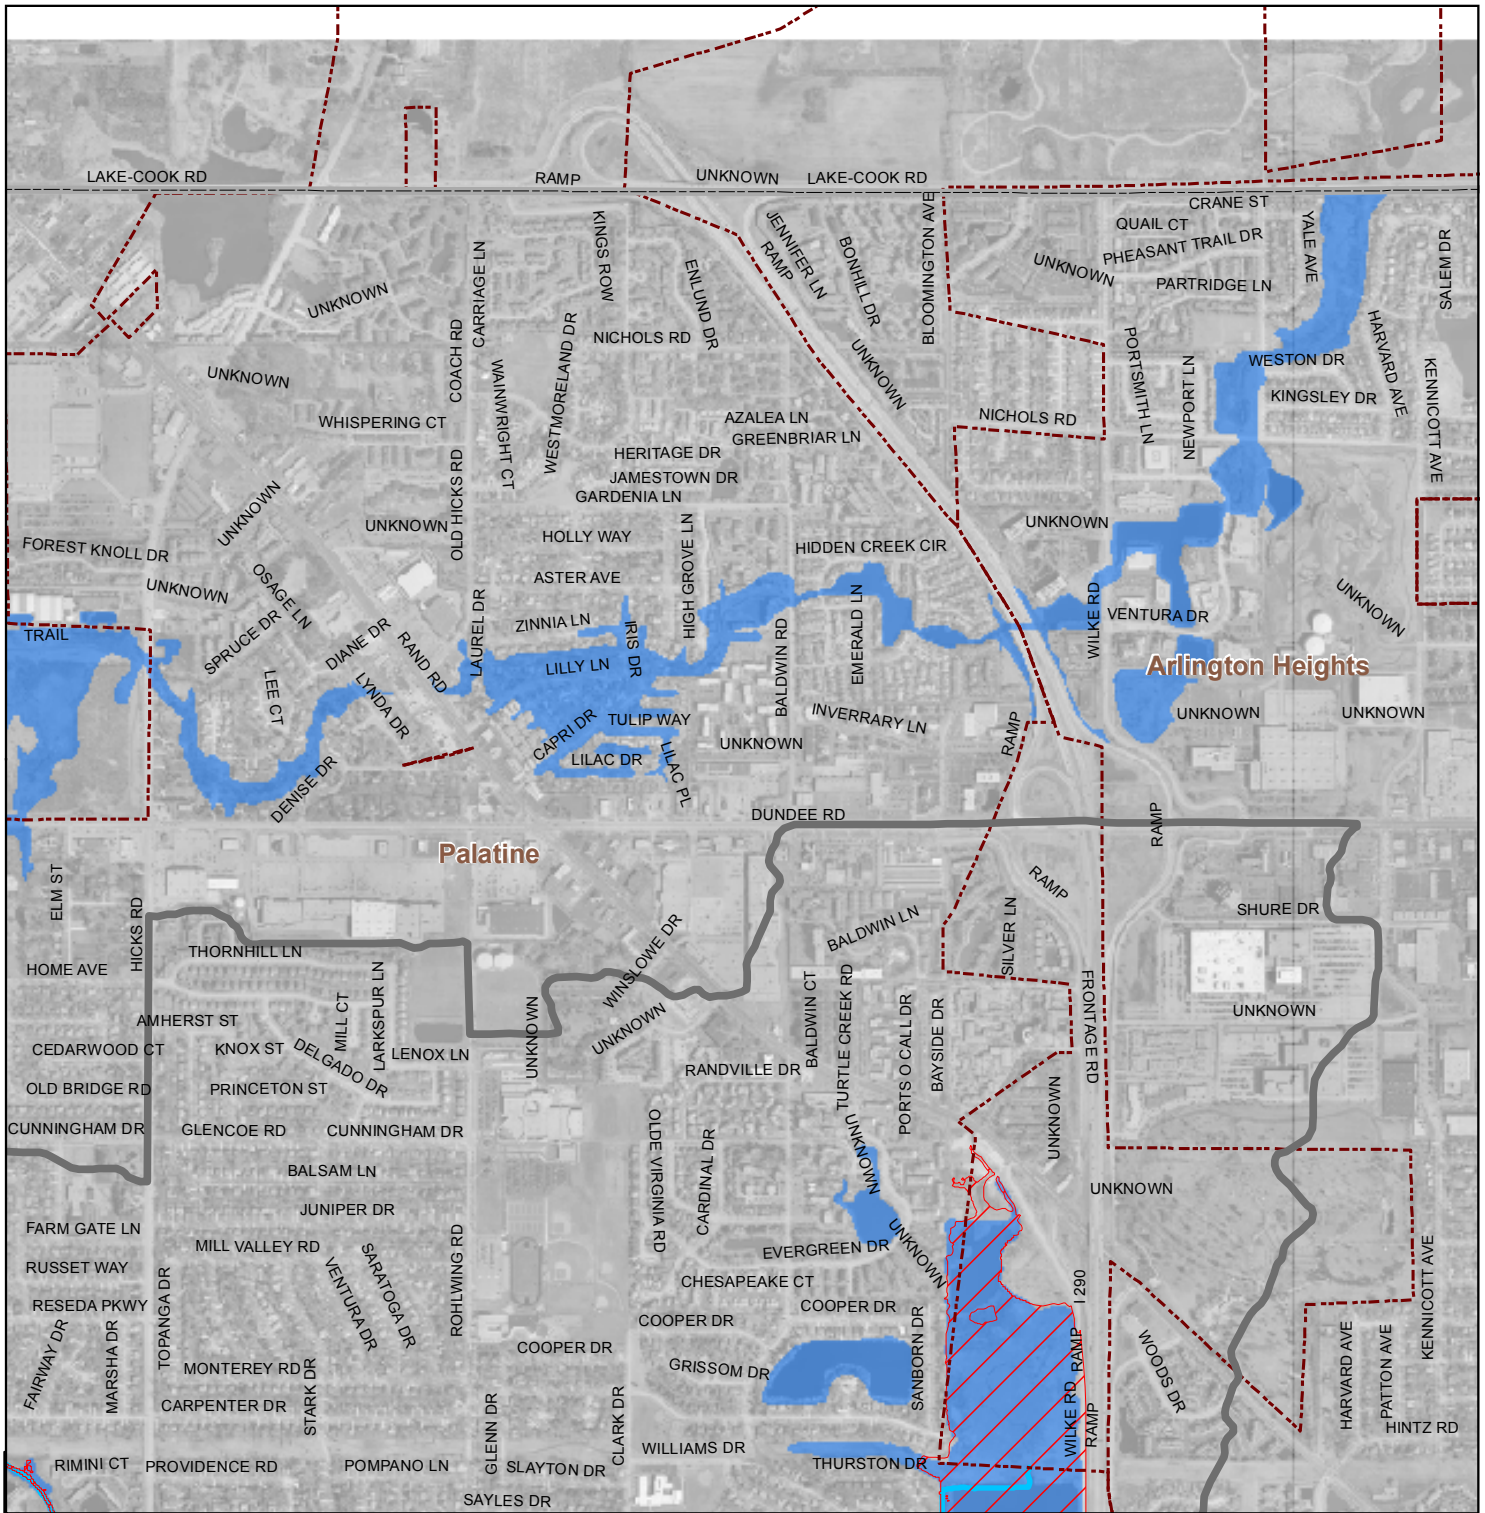 LAKE-COOK RD
RAMP
UNKNOWN
LAKE-COOK RD
CRANE ST
QUAIL CT
PHEASANT TRAIL DR
UNKNOWN
PARTRIDGE LN
YALE AVE
SALEM DR
BLOOMINGTON AVE
JENNIFER LN
RAMP
BONHILL DR
KINGS ROW
ENLUND DR
CARRIAGE LN
UNKNOWN
NICHOLS RD
COACH RD
WESTMORELAND DR
WAINWRIGHT CT
UNKNOWN
UNKNOWN
PORTSMITH LN
NEWPORT LN
WESTON DR
KINGSLEY DR
HARVARD AVE
KENNICOTT AVE
WHISPERING CT
AZALEA LN
GREENBRIAR LN
NICHOLS RD
HERITAGE DR
JAMESTOWN DR
GARDENIA LN
OLD HICKS RD
UNKNOWN
UNKNOWN
UNKNOWN
HOLLY WAY
HIGH GROVE LN
HIDDEN CREEK CIR
FOREST KNOLL DR
UNKNOWN
OSAGE LN
ASTER AVE
UNKNOWN
SPRUCE DR
DIANE DR
RAND RD
LAUREL DR
ZINNIA LN
IRIS DR
EMERALD LN
BALDWIN RD
WILKE RD
VENTURA DR
TRAIL
LILLY LN
Arlington Heights
LEE CT
LYNDA DR
TULIP WAY
CAPRI DR
INVERRARY LN
UNKNOWN
UNKNOWN
UNKNOWN
RAMP
LILAC DR
LILAC PL
DENISE DR
DUNDEE RD
RAMP
Palatine
ELM ST
RAMP
HICKS RD
BALDWIN LN
SILVER LN
SHURE DR
THORNHILL LN
WINSLOWE DR
HOME AVE
LARKSPUR LN
MILL CT
UNKNOWN
UNKNOWN
BALDWIN CT
TURTLE CREEK RD
PORTS O CALL DR
BAYSIDE DR
FRONTAGE RD
UNKNOWN
AMHERST ST
CEDARWOOD CT
KNOX ST
DELGADO DR
LENOX LN
RANDVILLE DR
OLD BRIDGE RD
PRINCETON ST
CUNNINGHAM DR
GLENCOE RD
CUNNINGHAM DR
OLDE VIRGINIA RD
CARDINAL DR
UNKNOWN
UNKNOWN
BALSAM LN
UNKNOWN
JUNIPER DR
FARM GATE LN
MILL VALLEY RD
EVERGREEN DR
UNKNOWN
RUSSET WAY
SARATOGA DR
VENTURA DR
ROHLWING RD
CHESAPEAKE CT
I 290
KENNICOTT AVE
RESEDA PKWY
TOPANGA DR
COOPER DR
COOPER DR
COOPER DR
SANBORN DR
RAMP
WOODS DR
HARVARD AVE
PATTON AVE
FAIRWAY DR
MARSHA DR
MONTEREY RD
GRISSOM DR
CARPENTER DR
STARK DR
GLENN DR
CLARK DR
WILKE RD
RAMP
HINTZ RD
WILLIAMS DR
RIMINI CT
PROVIDENCE RD
POMPANO LN
SLAYTON DR
THURSTON DR
SAYLES DR